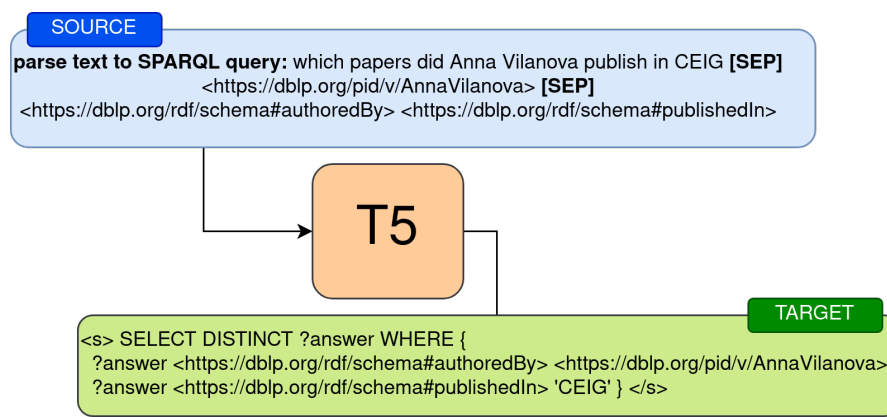 SOURCE
parse text to SPARQL query: which papers did Anna Vilanova publish in CEIG [SEP]
<https://dblp.org/pid/v/AnnaVilanova> [SEP]
<https://dblp.org/rdf/schema#authoredBy> <https://dblp.org/rdf/schema#publishedIn>
T5
TARGET
<s> SELECT DISTINCT ?answer WHERE {
?answer <https://dblp.org/rdf/schema#authoredBy> <https://dblp.org/pid/v/AnnaVilanova>
?answer <https://dblp.org/rdf/schema#publishedIn> 'CEIG' } </s>